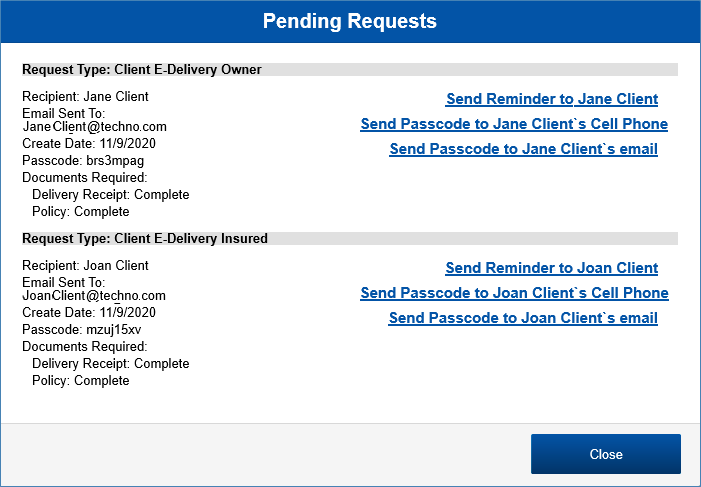 Pending Requests
Request Type: Client E-Delivery Owner
Recipient: Jane Client
Email Sent To:
JaneClient@techno.com
Create Date: 11/9/2020
Passcode: brs3mpag
Documents Required:
Delivery Receipt: Complete
Policy: Complete
Send Reminder to Jane Client
Send Passcode to Jane Client`s Cell Phone
Send Passcode to Jane Client`s email
Request Type: Client E-Delivery Insured
Recipient: Joan Client
Email Sent To:
JoanClient@techno.com
Create Date: 11/9/2020
Passcode: mzuj15xv
Documents Required:
Delivery Receipt: Complete
Policy: Complete
Send Reminder to Joan Client
Send Passcode to Joan Client`s Cell Phone
Send Passcode to Joan Client`s email
Close